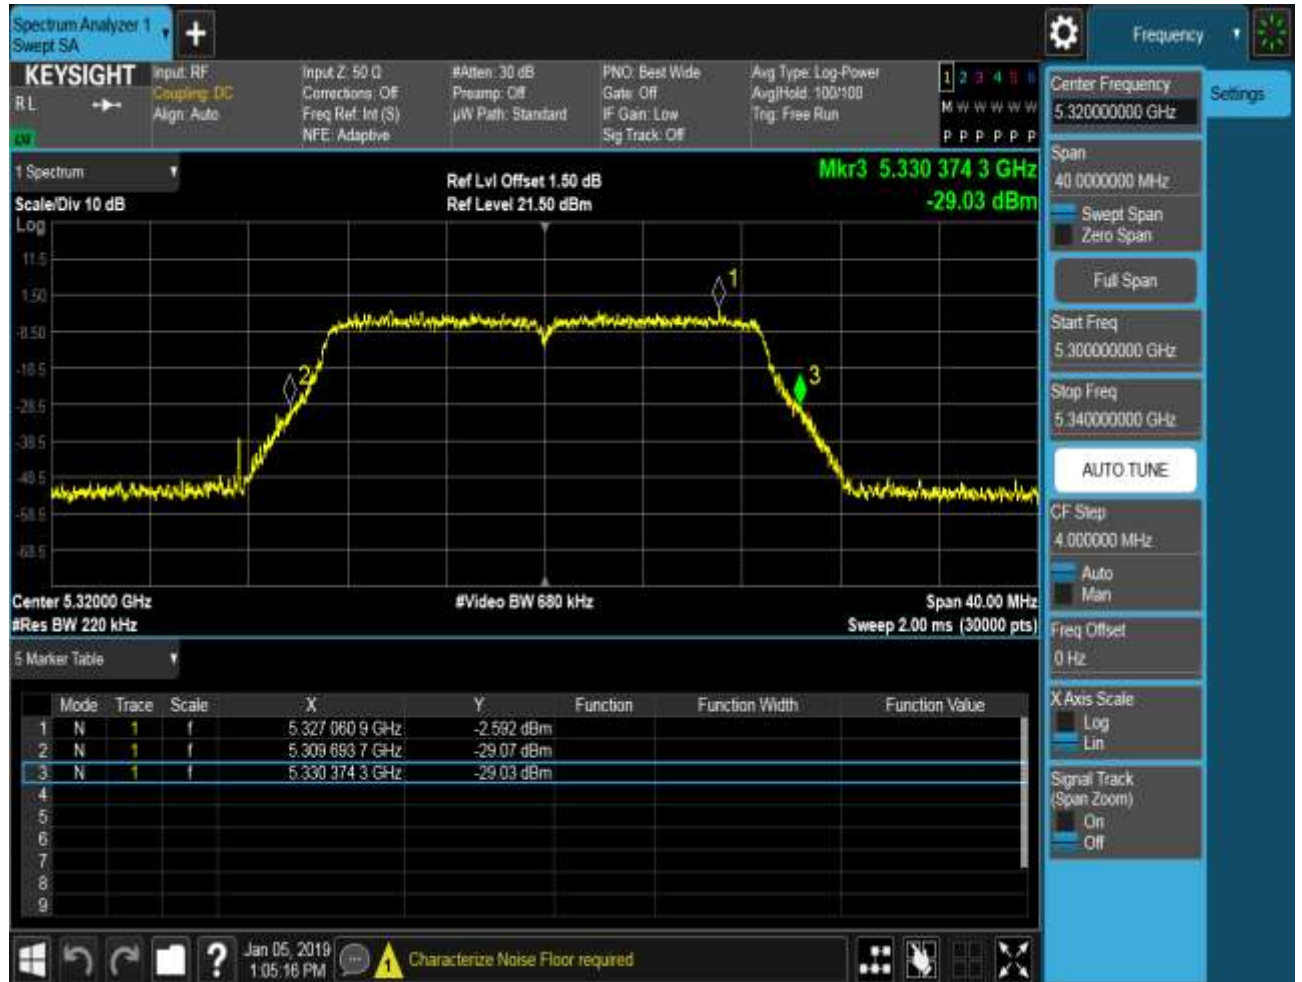 Spectrum Analyzer 1
Swept SA
Frequency
KEYSIGHT
R L
Input: RF
Coupling: DC
Align: Auto
Input Z: 50 Ω
Corrections: Off
Freq Ref: Int (S)
NFE: Adaptive
#Atten: 30 dB
Preamp: Off
µW Path: Standard
PNO: Best Wide
Gate: Off
IF Gain: Low
Sig Track: Off
Avg Type: Log-Power
Avg|Hold: 100/100
Trig: Free Run
1 2 3 4 5 6
M W W W W W
P P P P P P
1 Spectrum
Scale/Div 10 dB
Ref Lvl Offset 1.50 dB
Ref Level 21.50 dBm
Mkr3 5.330 374 3 GHz
-29.03 dBm
Log
11.5
1.50
-8.50
-18.5
-28.5
-38.5
-48.5
-58.5
-68.5
1
2
3
Center 5.32000 GHz
#Video BW 680 kHz
Span 40.00 MHz
#Res BW 220 kHz
Sweep 2.00 ms (30000 pts)
5 Marker Table
Mode Trace Scale X Y Function Function Width Function Value
1 N 1 f 5.327 060 9 GHz -2.592 dBm
2 N 1 f 5.309 693 7 GHz -29.07 dBm
3 N 1 f 5.330 374 3 GHz -29.03 dBm
4
5
6
7
8
9
Jan 05, 2019
1:05:16 PM
Characterize Noise Floor required
Center Frequency
5.320000000 GHz
Settings
Span
40.0000000 MHz
Swept Span
Zero Span
Full Span
Start Freq
5.300000000 GHz
Stop Freq
5.340000000 GHz
AUTO TUNE
CF Step
4.000000 MHz
Auto
Man
Freq Offset
0 Hz
X Axis Scale
Log
Lin
Signal Track
(Span Zoom)
On
Off